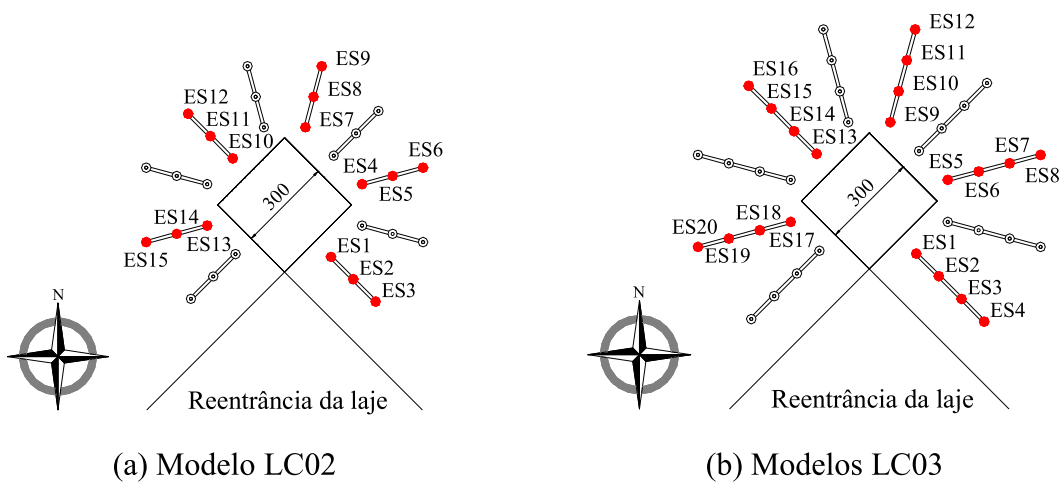 ES9
ES8
ES7
ES12
ES11
ES10
ES4
ES6
ES5
300
ES14
ES13
ES15
ES1
ES2
ES3
N
Reentrância da laje
(a) Modelo LC02
ES12
ES11
ES10
ES9
ES16
ES15
ES14
ES13
ES5
ES7
ES6
ES8
300
ES20
ES18
ES19
ES17
ES1
ES2
ES3
ES4
N
Reentrância da laje
(b) Modelos LC03